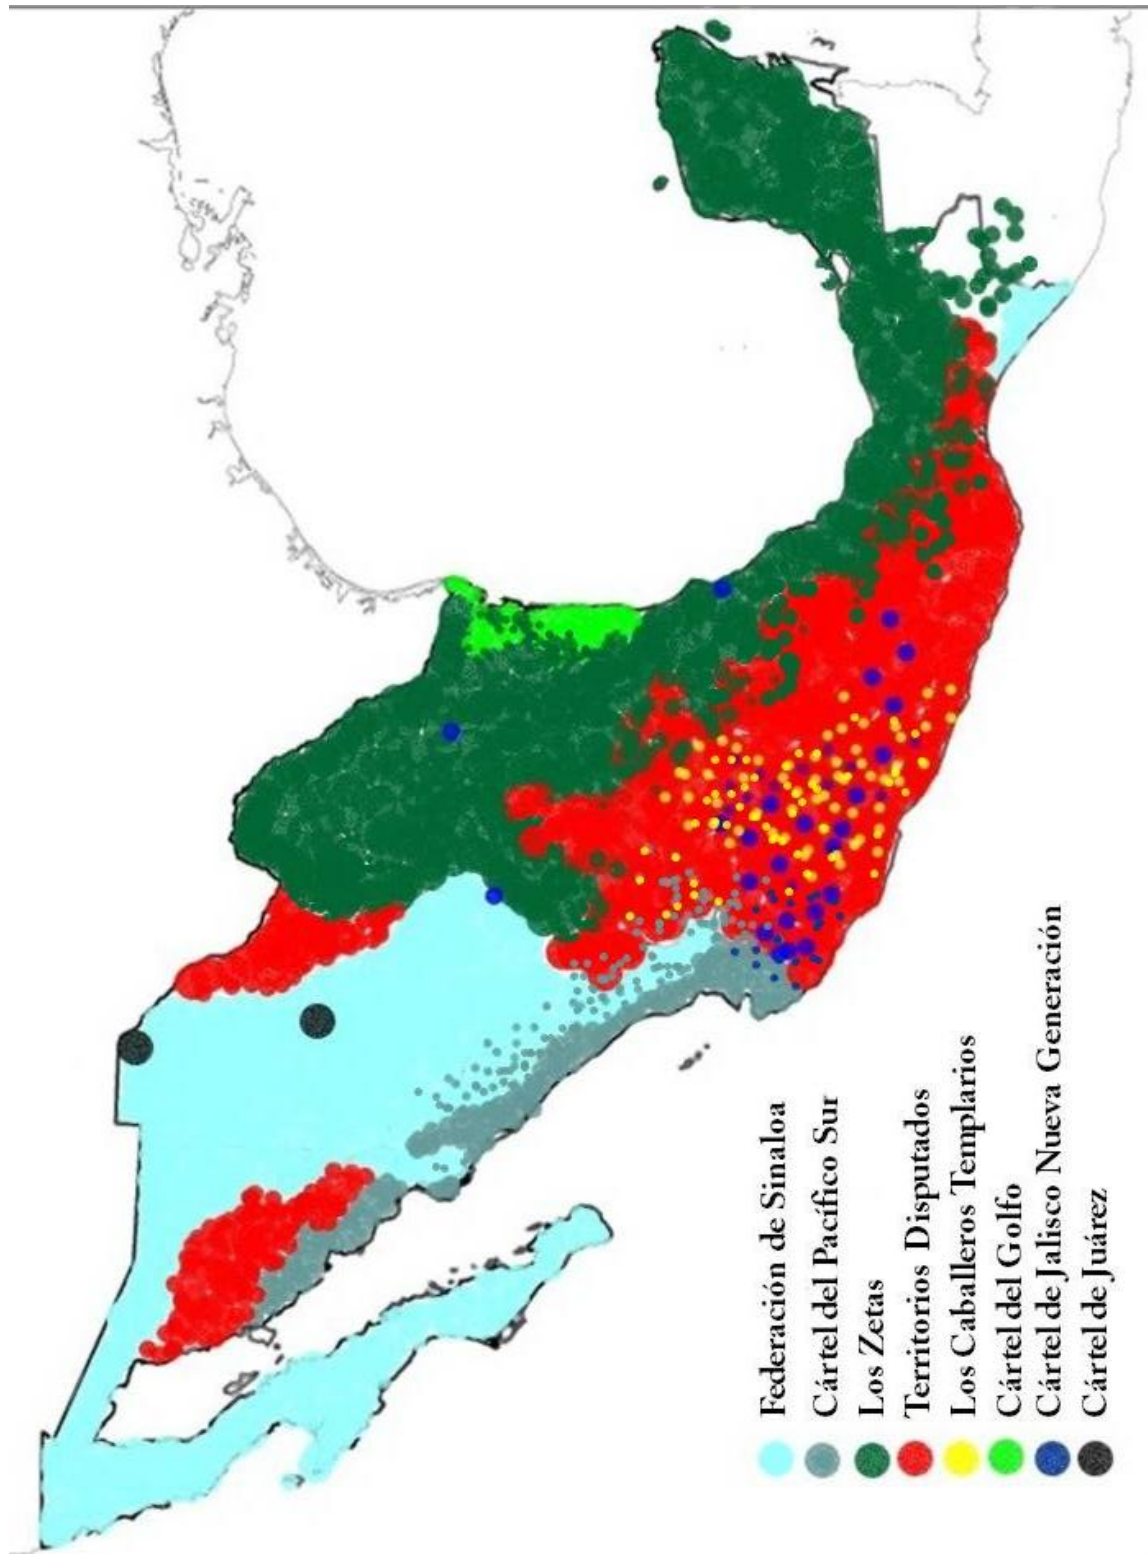 Federación de Sinaloa
Cártel del Pacífico Sur
Los Zetas
Territorios Disputados
Los Caballeros Templarios
Cártel del Golfo
Cártel de Jalisco Nueva Generación
Cártel de Juárez